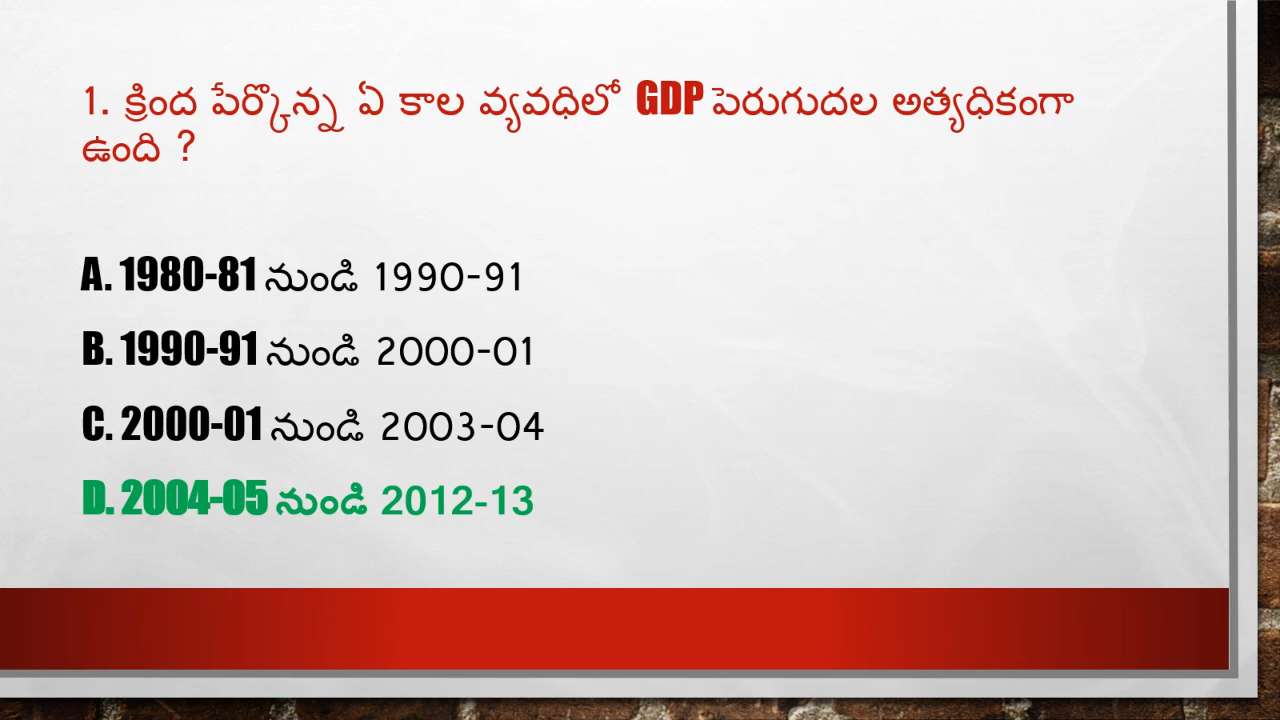 1. క్రింద పేర్కొన్న ఏ కాల వ్యవధిలో GDP పెరుగుదల అత్యధికంగా
ఉంది ?
A. 1980-81 నుండి 1990-91
B. 1990-91 నుండి 2000-01
C. 2000-01 నుండి 2003-04
D. 2004-05 నుండి 2012-13